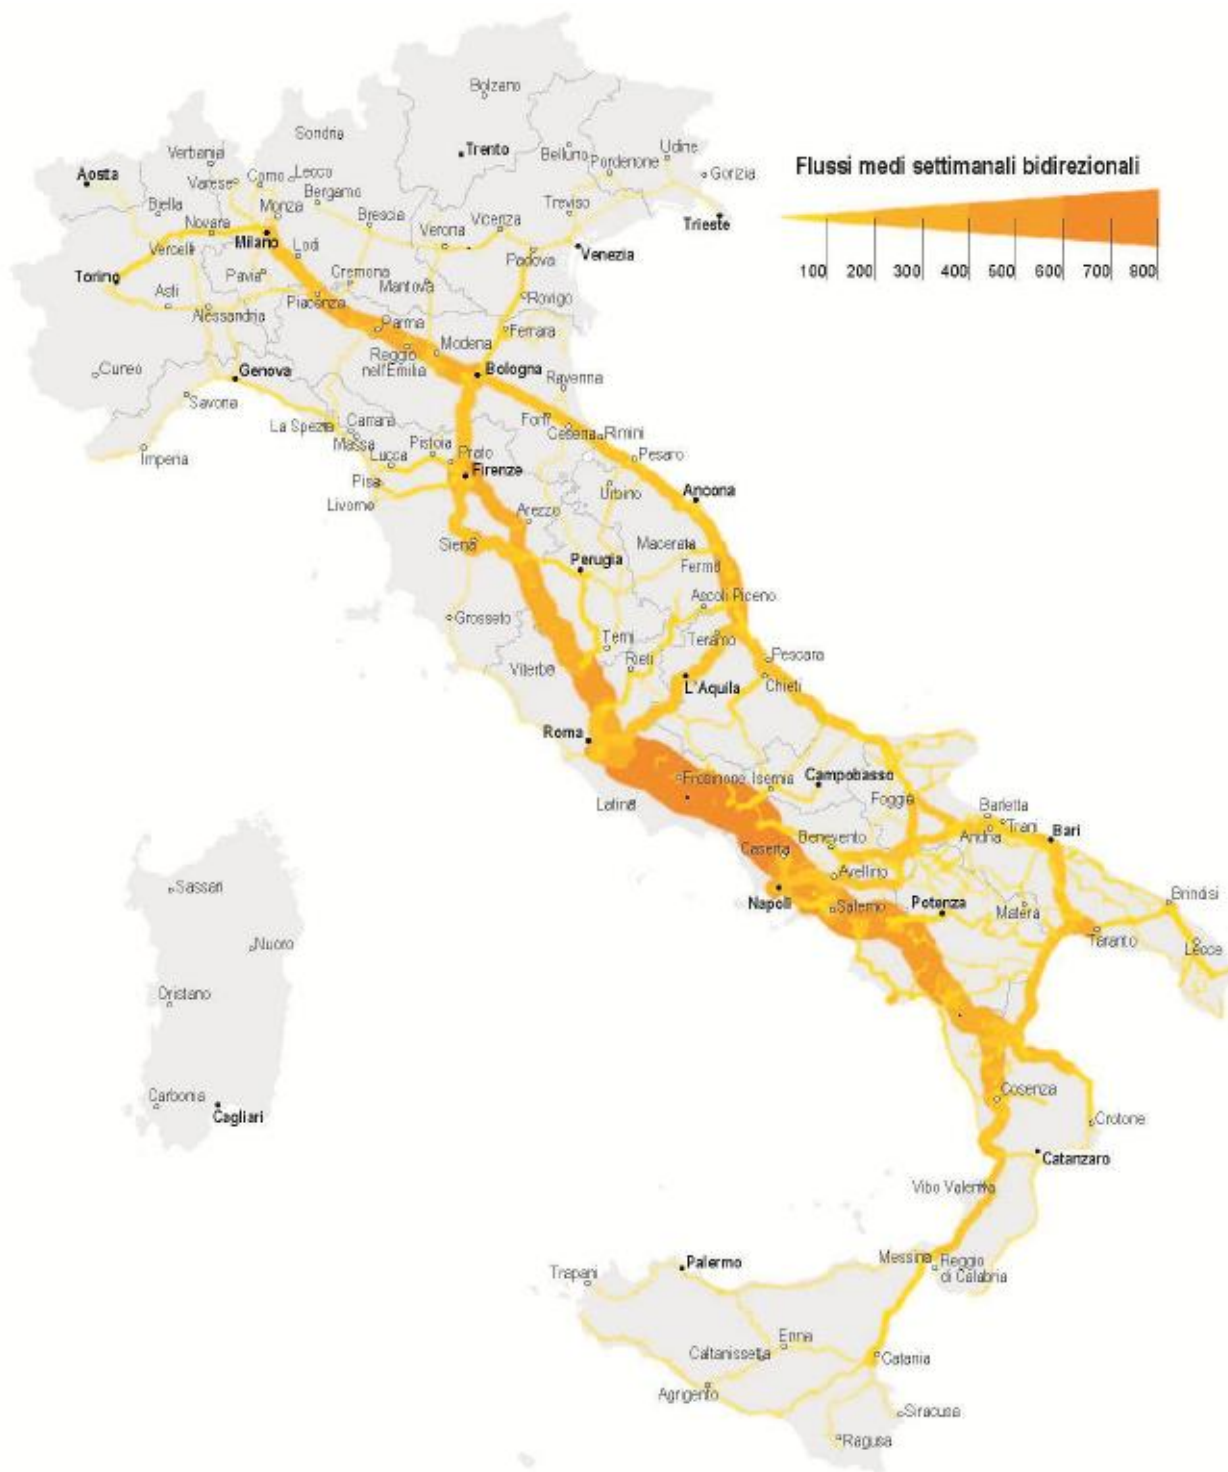 Bolzano
Sondria
Trento
Verbania
Belluno
Pordenone
Udine
Gorizia
Flussi medi settimanali bidirezionali
Aosta
Varese
Como
Lecco
Bergamo
Biella
Monza
Brescia
Verona
Vicenza
Treviso
Trieste
Novara
Milano
Lodi
Vercelli
Padova
Venezia
Torino
Pavia
Cremona
Mantova
100 200 300 400 500 600 700 800
Asti
Alessandria
Piacenza
Rovigo
Parma
Ferrara
Reggio
nell'Emilia
Modena
Cuneo
Genova
Bologna
Ravenna
Savona
La Spezia
Carrara
Massa
Forlì
Cesena
Rimini
Imperia
Lucca
Pistoia
Prato
Firenze
Pesaro
Pisa
Livorno
Urbino
Ancona
Arezzo
Siena
Macerata
Perugia
Fermo
Ascoli Piceno
Grosseto
Terni
Teramo
Viterbo
Rieti
Pescara
L'Aquila
Chieti
Roma
Frosinone
Isernia
Campobasso
Latina
Foggia
Barletta
Trani
Andria
Bari
Benevento
Caserta
Avellino
Napoli
Salerno
Potenza
Matera
Brindisi
Taranto
Lecce
Sassari
Nuoro
Oristano
Carbonia
Cagliari
Cosenza
Crotone
Catanzaro
Vibo Valentia
Messina
Reggio
di Calabria
Palermo
Trapani
Enna
Caltanissetta
Catania
Agrigento
Siracusa
Ragusa